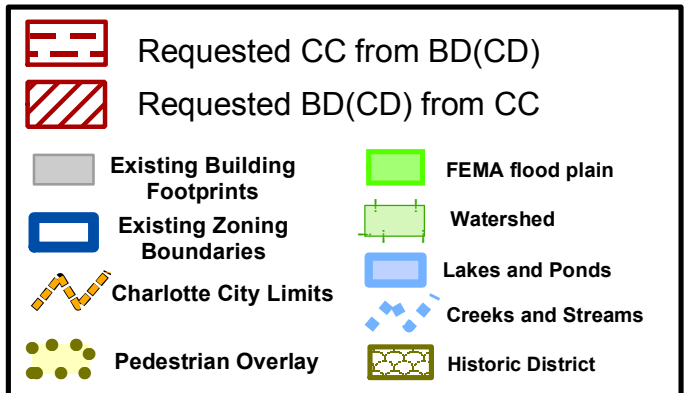 Requested CC from BD(CD)
Requested BD(CD) from CC
Existing Building
Footprints
Existing Zoning
Boundaries
Charlotte City Limits
Pedestrian Overlay
FEMA flood plain
Watershed
Lakes and Ponds
Creeks and Streams
Historic District